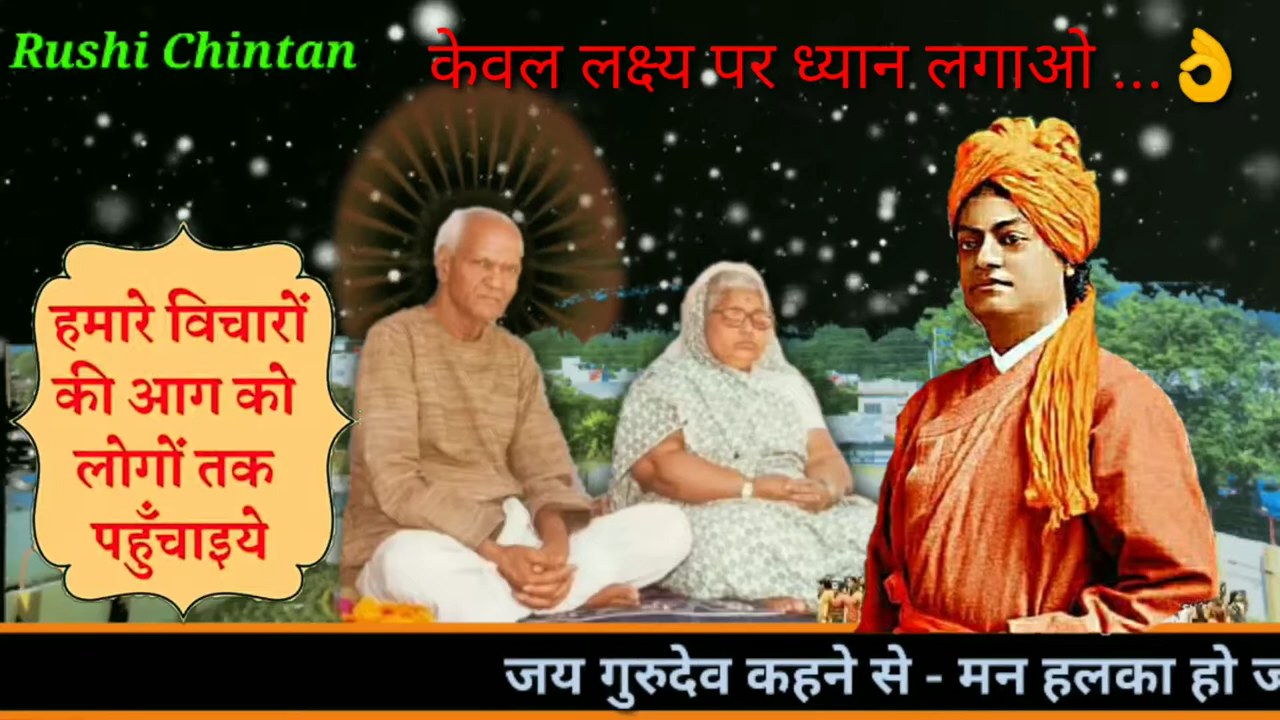 Rushi Chintan
केवल लक्ष्य पर ध्यान लगाओ ...👌
हमारे विचारों
की आग को
लोगों तक
पहुँचाइये
जय गुरुदेव कहने से - मन हलका हो